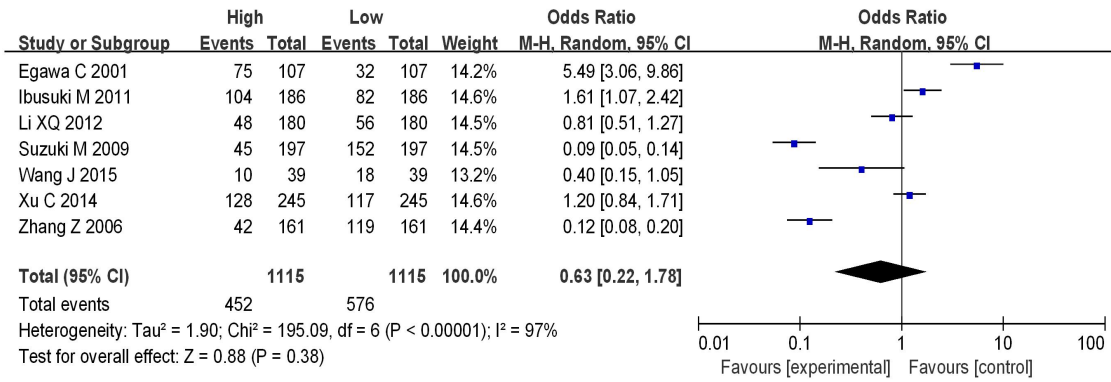 High Low Odds Ratio Odds Ratio
Study or Subgroup Events Total Events Total Weight M-H, Random, 95% CI M-H, Random, 95% CI
Egawa C 2001 75 107 32 107 14.2% 5.49 [3.06, 9.86]
Ibusuki M 2011 104 186 82 186 14.6% 1.61 [1.07, 2.42]
Li XQ 2012 48 180 56 180 14.5% 0.81 [0.51, 1.27]
Suzuki M 2009 45 197 152 197 14.5% 0.09 [0.05, 0.14]
Wang J 2015 10 39 18 39 13.2% 0.40 [0.15, 1.05]
Xu C 2014 128 245 117 245 14.6% 1.20 [0.84, 1.71]
Zhang Z 2006 42 161 119 161 14.4% 0.12 [0.08, 0.20]
Total (95% CI) 1115 1115 100.0% 0.63 [0.22, 1.78]
Total events 452 576
Heterogeneity: Tau² = 1.90; Chi² = 195.09, df = 6 (P < 0.00001); I² = 97%
Test for overall effect: Z = 0.88 (P = 0.38)
0.01 0.1 1 10 100
Favours [experimental] Favours [control]